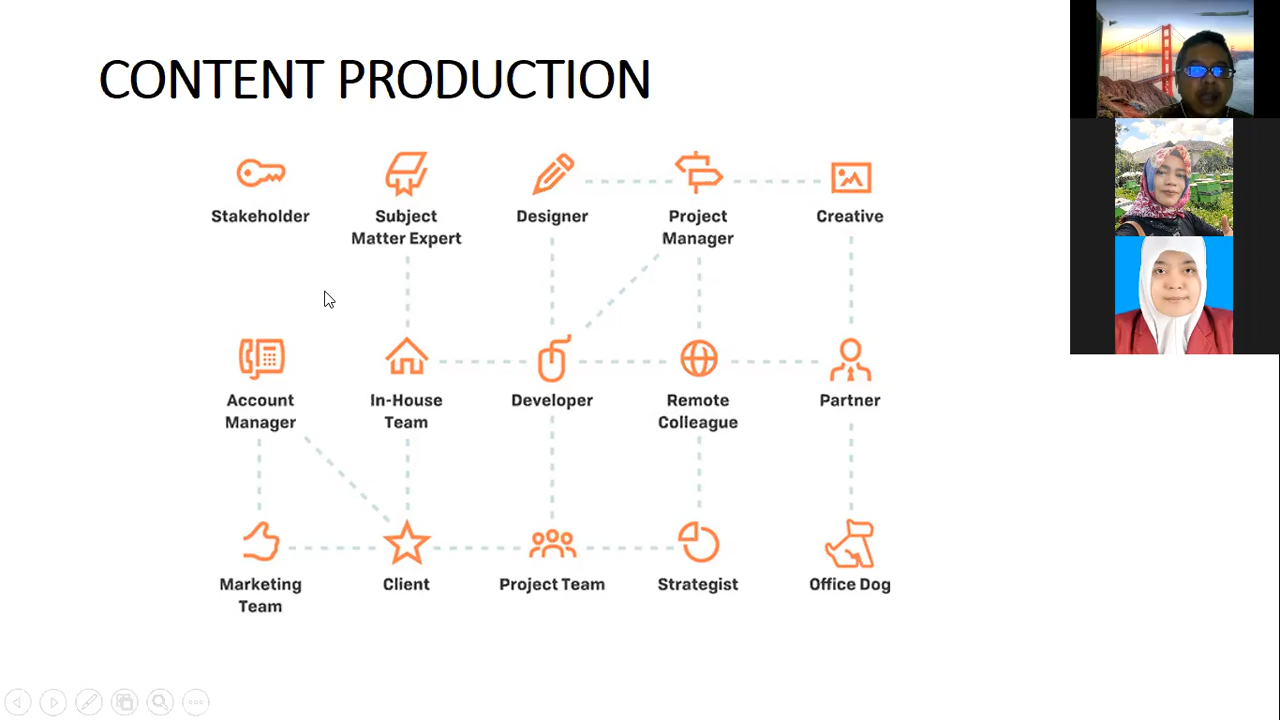 CONTENT PRODUCTION
Stakeholder
Subject
Matter Expert
Designer
Project
Manager
Creative
Account
Manager
In-House
Team
Developer
Remote
Colleague
Partner
Marketing
Team
Client
Project Team
Strategist
Office Dog